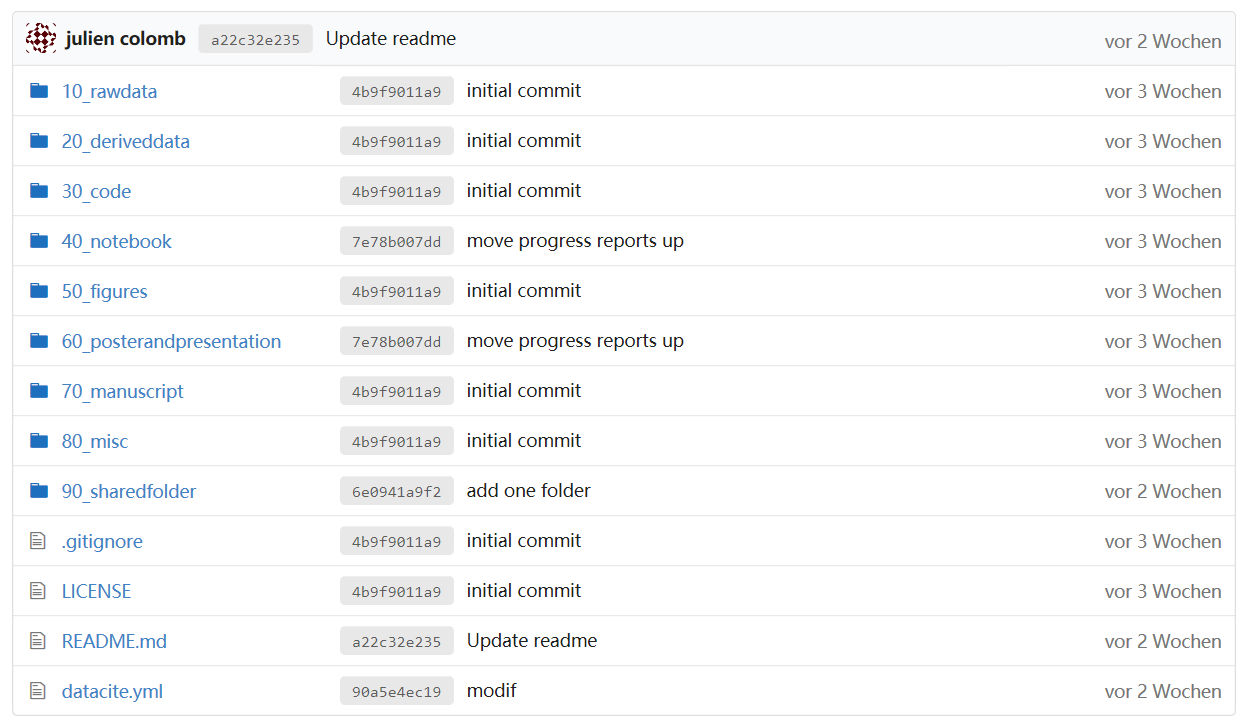 julien colomb a22c32e235 Update readme vor 2 Wochen
10_rawdata 4b9f9011a9 initial commit vor 3 Wochen
20_deriveddata 4b9f9011a9 initial commit vor 3 Wochen
30_code 4b9f9011a9 initial commit vor 3 Wochen
40_notebook 7e78b007dd move progress reports up vor 3 Wochen
50_figures 4b9f9011a9 initial commit vor 3 Wochen
60_posterandpresentation 7e78b007dd move progress reports up vor 3 Wochen
70_manuscript 4b9f9011a9 initial commit vor 3 Wochen
80_misc 4b9f9011a9 initial commit vor 3 Wochen
90_sharedfolder 6e0941a9f2 add one folder vor 2 Wochen
.gitignore 4b9f9011a9 initial commit vor 3 Wochen
LICENSE 4b9f9011a9 initial commit vor 3 Wochen
README.md a22c32e235 Update readme vor 2 Wochen
datacite.yml 90a5e4ec19 modif vor 2 Wochen